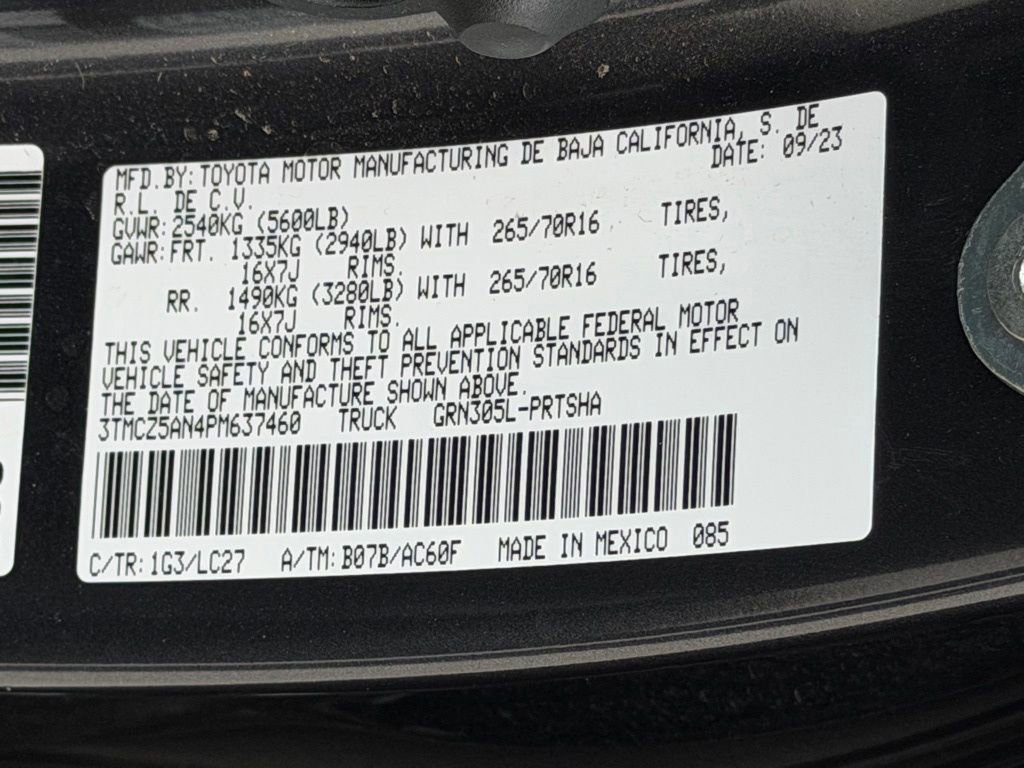 MFD.BY: TOYOTA MOTOR MANUFACTURING DE BAJA CALIFORNIA, S. DE
R.L. DE C.V. DATE: 09/23
GVWR: 2540KG (5600LB)
GAWR: FRT. 1335KG (2940LB) WITH 265/70R16 TIRES,
16X7J RIMS.
RR. 1490KG (3280LB) WITH 265/70R16 TIRES,
16X7J RIMS.
THIS VEHICLE CONFORMS TO ALL APPLICABLE FEDERAL MOTOR
VEHICLE SAFETY AND THEFT PREVENTION STANDARDS IN EFFECT ON
THE DATE OF MANUFACTURE SHOWN ABOVE.
3TMCZ5AN4PM637460 TRUCK GRN305L-PRTSHA
C/TR: 1G3/LC27 A/TM: B07B/AC60F MADE IN MEXICO 085